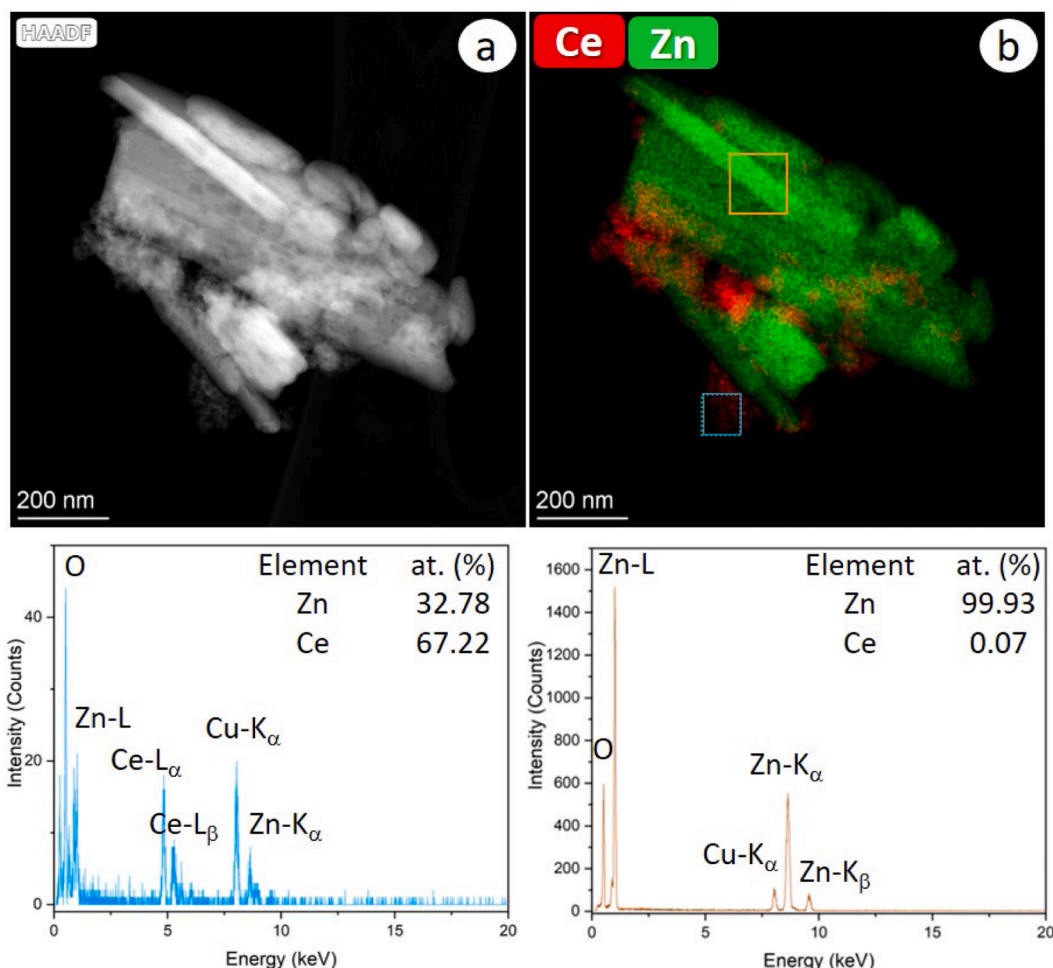 HAADF
a
Ce Zn
b
200 nm
200 nm
O
Element at. (%)
Zn 32.78
Ce 67.22
Zn-L
Ce-Lα
Ce-Lβ
Cu-Kα
Zn-Kα
40
20
0
Intensity (Counts)
0 5 10 15 20
Energy (keV)
Zn-L
Element at. (%)
Zn 99.93
Ce 0.07
O
Zn-Kα
Cu-Kα
Zn-Kβ
1600
1400
1200
1000
800
600
400
200
0
Intensity (Counts)
0 5 10 15 20
Energy (keV)